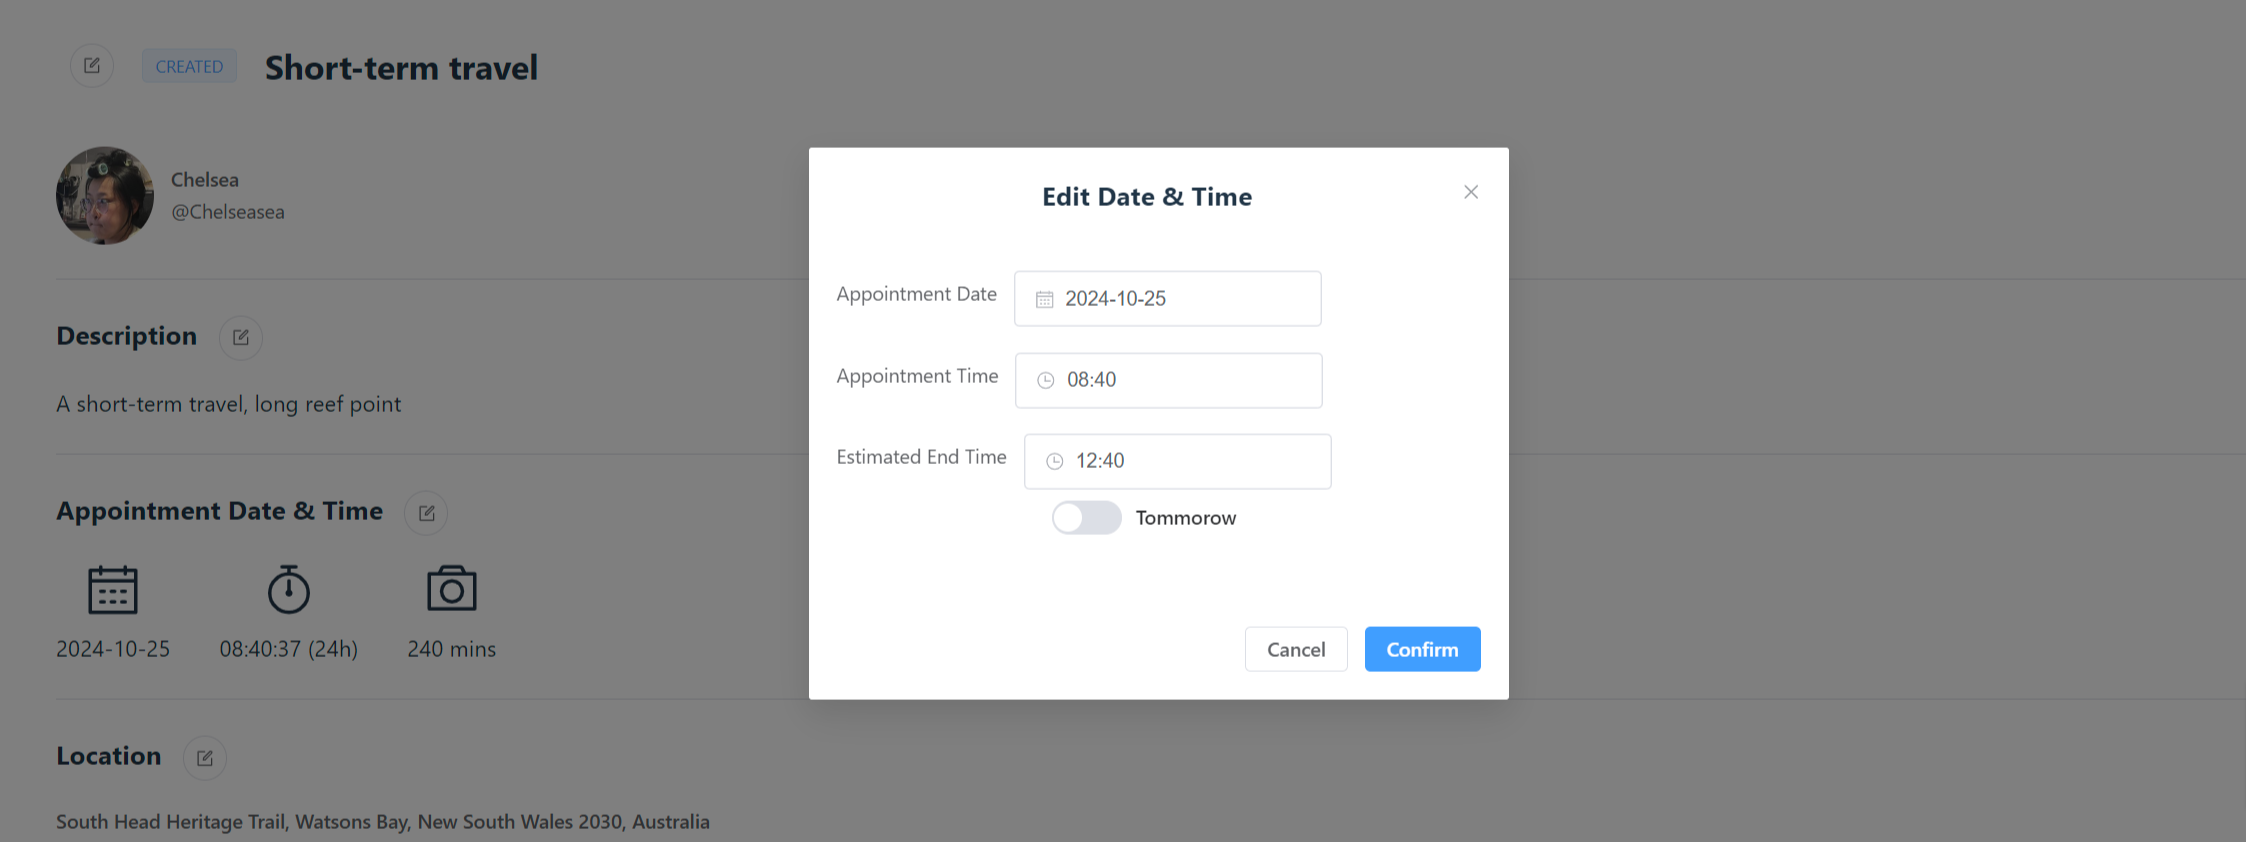 CREATED
Short-term travel
Chelsea
@Chelseasea
Description
A short-term travel, long reef point
Appointment Date & Time
2024-10-25
08:40:37 (24h)
240 mins
Location
South Head Heritage Trail, Watsons Bay, New South Wales 2030, Australia
Edit Date & Time
Appointment Date
2024-10-25
Appointment Time
08:40
Estimated End Time
12:40
Tommorow
Cancel
Confirm